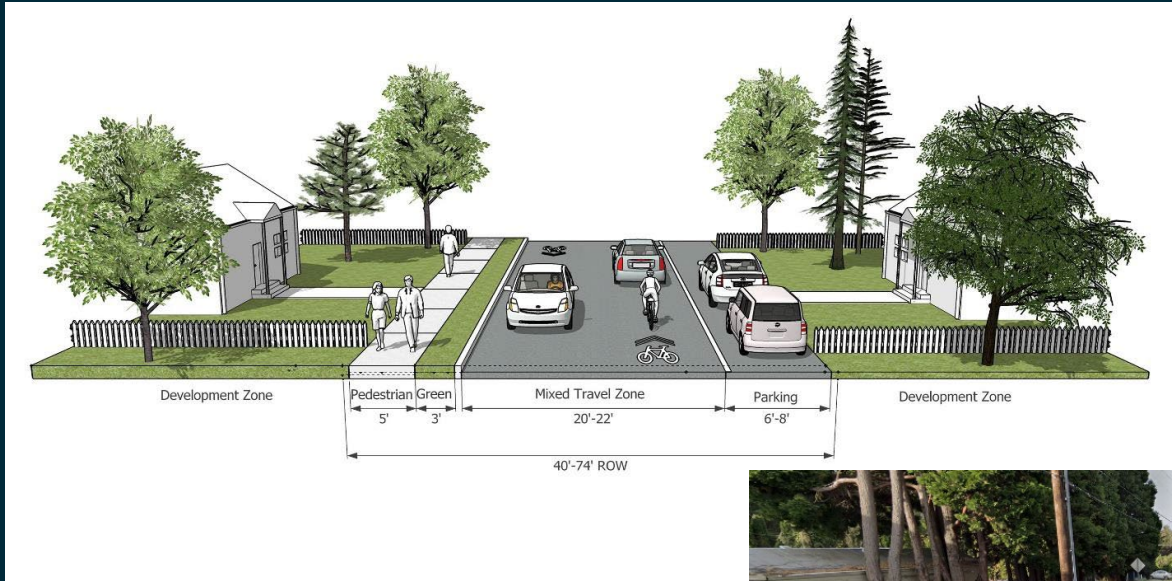 Development Zone
Pedestrian
Green
Mixed Travel Zone
Parking
Development Zone
5'
3'
20'-22'
6'-8'
40'-74' ROW